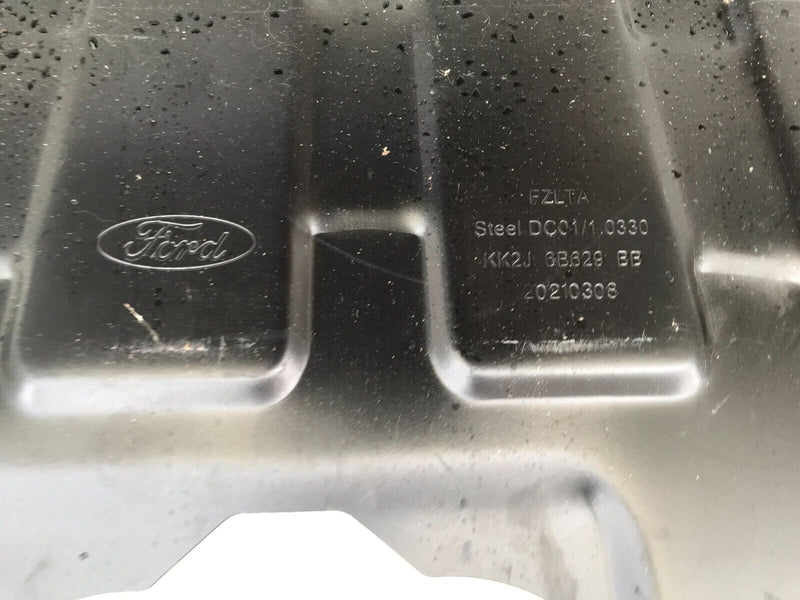 Ford
FZLTA
Steel DC01/1.0330
KK2J 6B629 BB
20210308